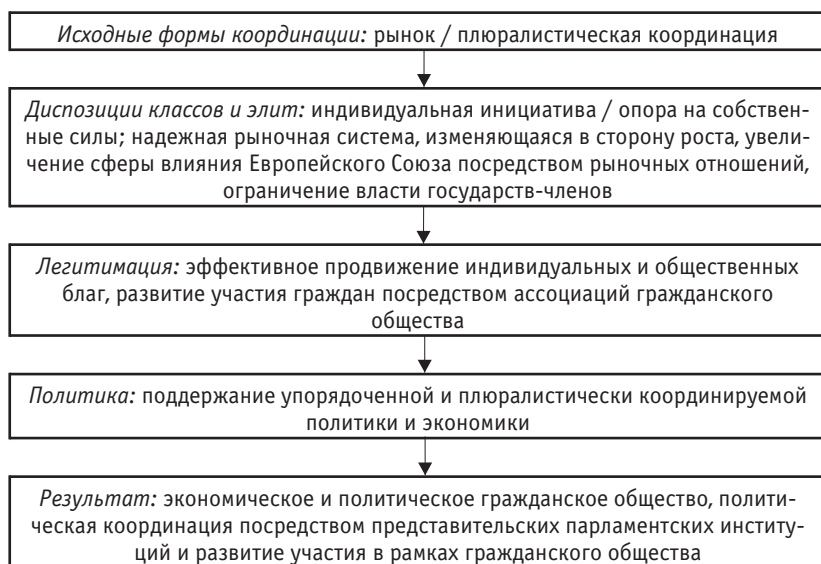 Исходные формы координации: рынок / плюралистическая координация
Диспозиции классов и элит: индивидуальная инициатива / опора на собствен-
ные силы; надежная рыночная система, изменяющаяся в сторону роста, увели-
чение сферы влияния Европейского Союза посредством рыночных отношений,
ограничение власти государств-членов
Легитимация: эффективное продвижение индивидуальных и общественных
благ, развитие участия граждан посредством ассоциаций гражданского
общества
Политика: поддержание упорядоченной и плюралистически координируемой
политики и экономики
Результат: экономическое и политическое гражданское общество, полити-
ческая координация посредством представительских парламентских институ-
ций и развитие участия в рамках гражданского общества